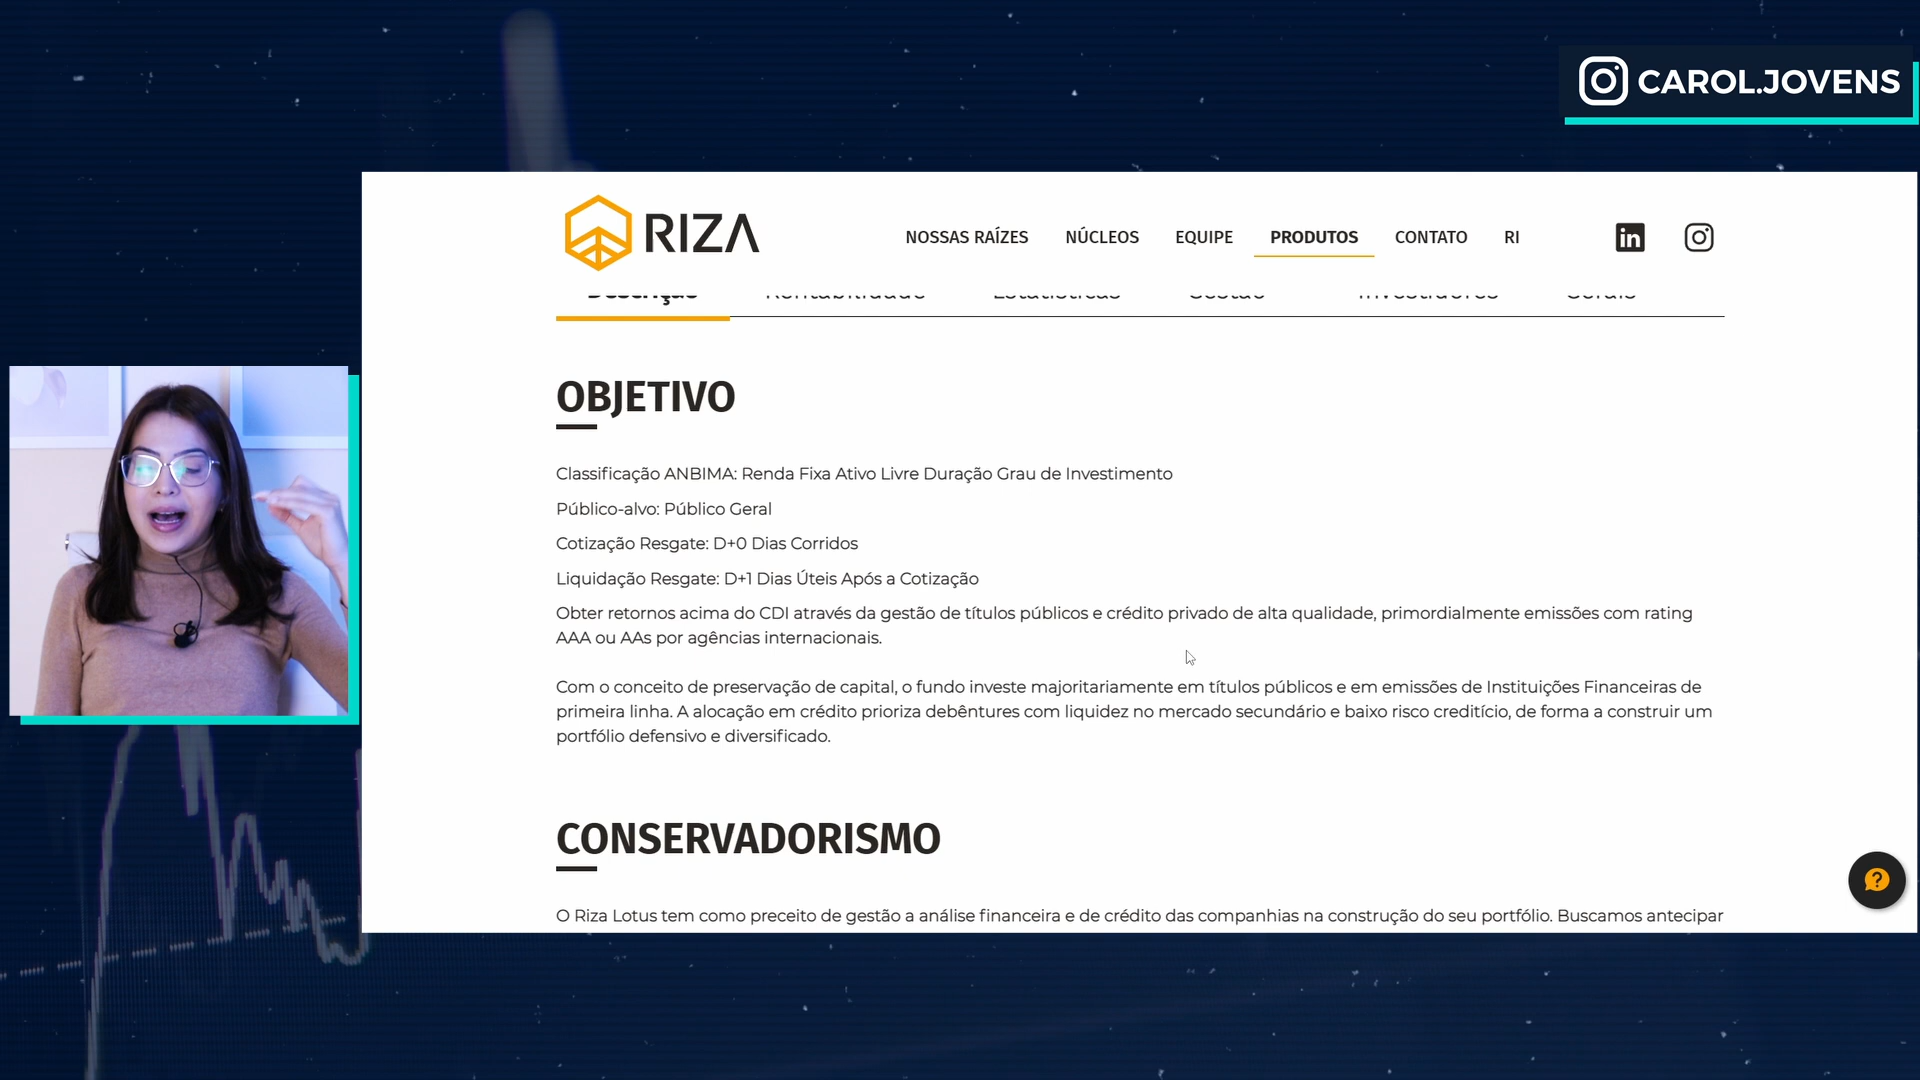 CAROL.JOVENS
RIZA
NOSSAS RAÍZES NÚCLEOS EQUIPE PRODUTOS CONTATO RI
Descrição Rentabilidade Estatísticas Gestão Investidores Gerais
OBJETIVO
Classificação ANBIMA: Renda Fixa Ativo Livre Duração Grau de Investimento
Público-alvo: Público Geral
Cotização Resgate: D+0 Dias Corridos
Liquidação Resgate: D+1 Dias Úteis Após a Cotização
Obter retornos acima do CDI através da gestão de títulos públicos e crédito privado de alta qualidade, primordialmente emissões com rating
AAA ou AAs por agências internacionais.
Com o conceito de preservação de capital, o fundo investe majoritariamente em títulos públicos e em emissões de Instituições Financeiras de
primeira linha. A alocação em crédito prioriza debêntures com liquidez no mercado secundário e baixo risco creditício, de forma a construir um
portfólio defensivo e diversificado.
CONSERVADORISMO
O Riza Lotus tem como preceito de gestão a análise financeira e de crédito das companhias na construção do seu portfólio. Buscamos antecipar